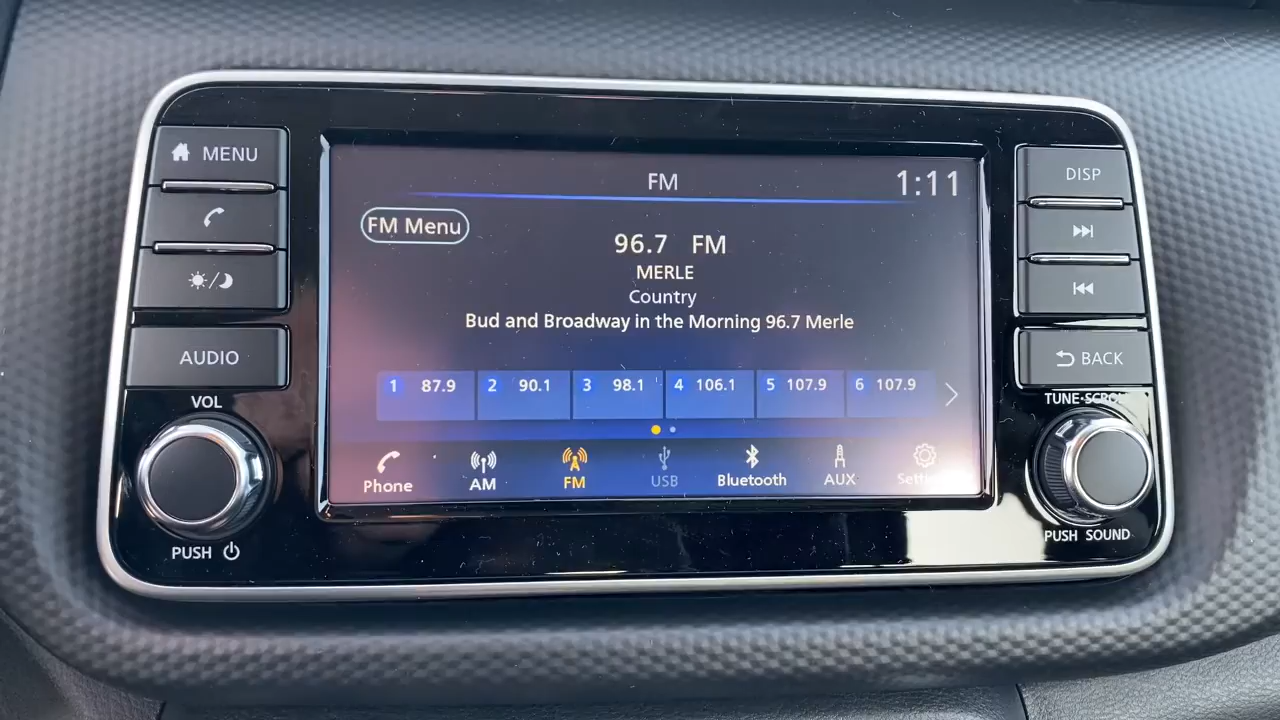 MENU
AUDIO
VOL
PUSH
FM
1:11
FM Menu
96.7 FM
MERLE
Country
Bud and Broadway in the Morning 96.7 Merle
1 87.9
2 90.1
3 98.1
4 106.1
5 107.9
6 107.9
Phone
AM
FM
USB
Bluetooth
AUX
DISP
BACK
TUNE·SCROLL
PUSH SOUND